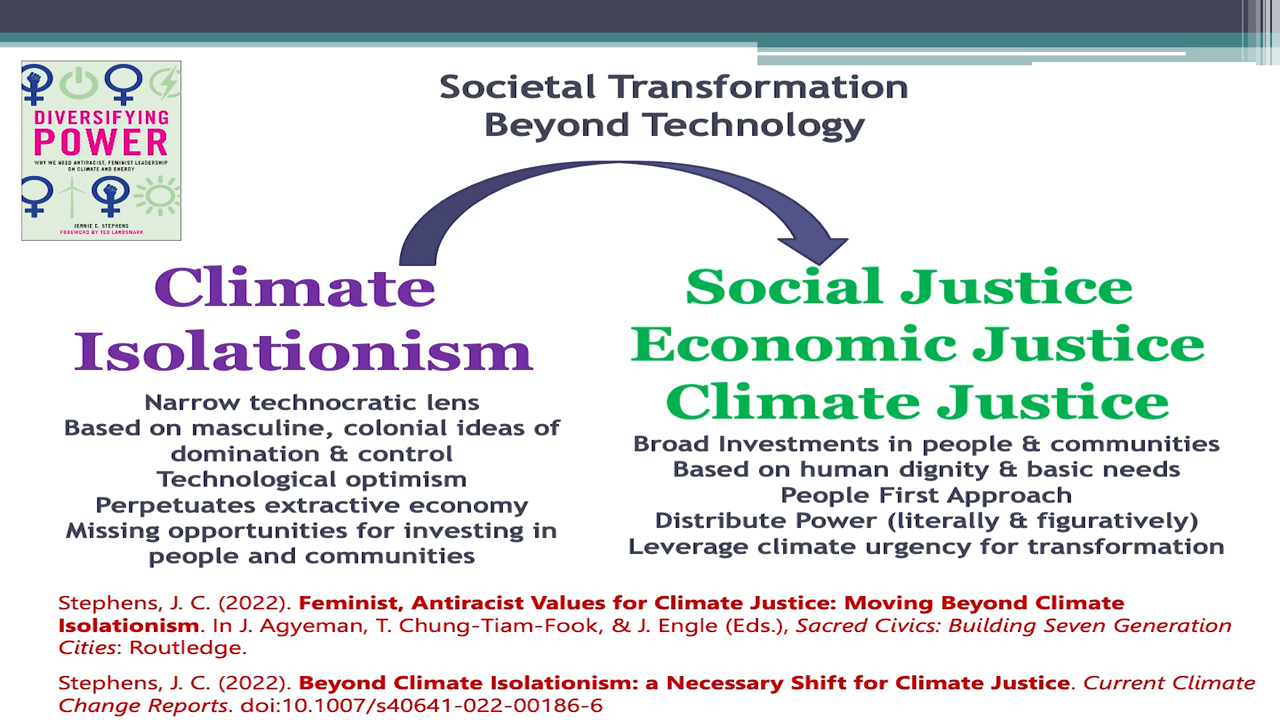 DIVERSIFYING
POWER
WHY WE NEED ANTIRACIST, FEMINIST LEADERSHIP
ON CLIMATE AND ENERGY
JENNIE C. STEPHENS
FOREWORD BY TED LANDSMARK
Societal Transformation
Beyond Technology
Climate
Isolationism
Narrow technocratic lens
Based on masculine, colonial ideas of
domination & control
Technological optimism
Perpetuates extractive economy
Missing opportunities for investing in
people and communities
Social Justice
Economic Justice
Climate Justice
Broad Investments in people & communities
Based on human dignity & basic needs
People First Approach
Distribute Power (literally & figuratively)
Leverage climate urgency for transformation
Stephens, J. C. (2022). Feminist, Antiracist Values for Climate Justice: Moving Beyond Climate
Isolationism. In J. Agyeman, T. Chung-Tiam-Fook, & J. Engle (Eds.), Sacred Civics: Building Seven Generation
Cities: Routledge.
Stephens, J. C. (2022). Beyond Climate Isolationism: a Necessary Shift for Climate Justice. Current Climate
Change Reports. doi:10.1007/s40641-022-00186-6